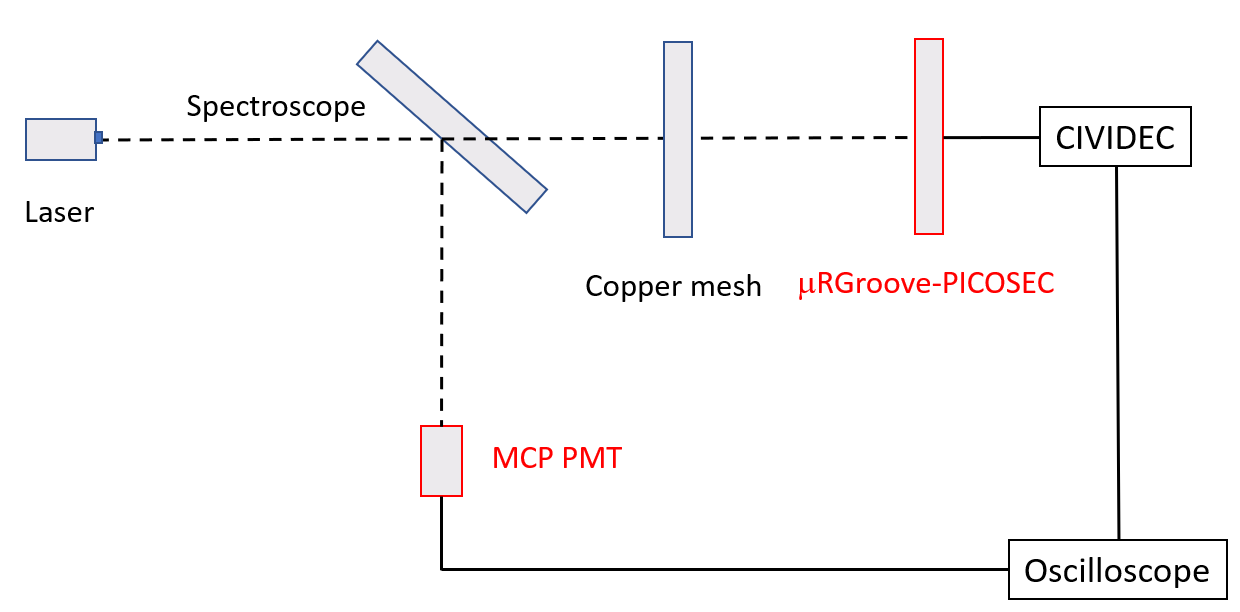 Spectroscope
CIVIDEC
Laser
Copper mesh
μRGroove-PICOSEC
MCP PMT
Oscilloscope